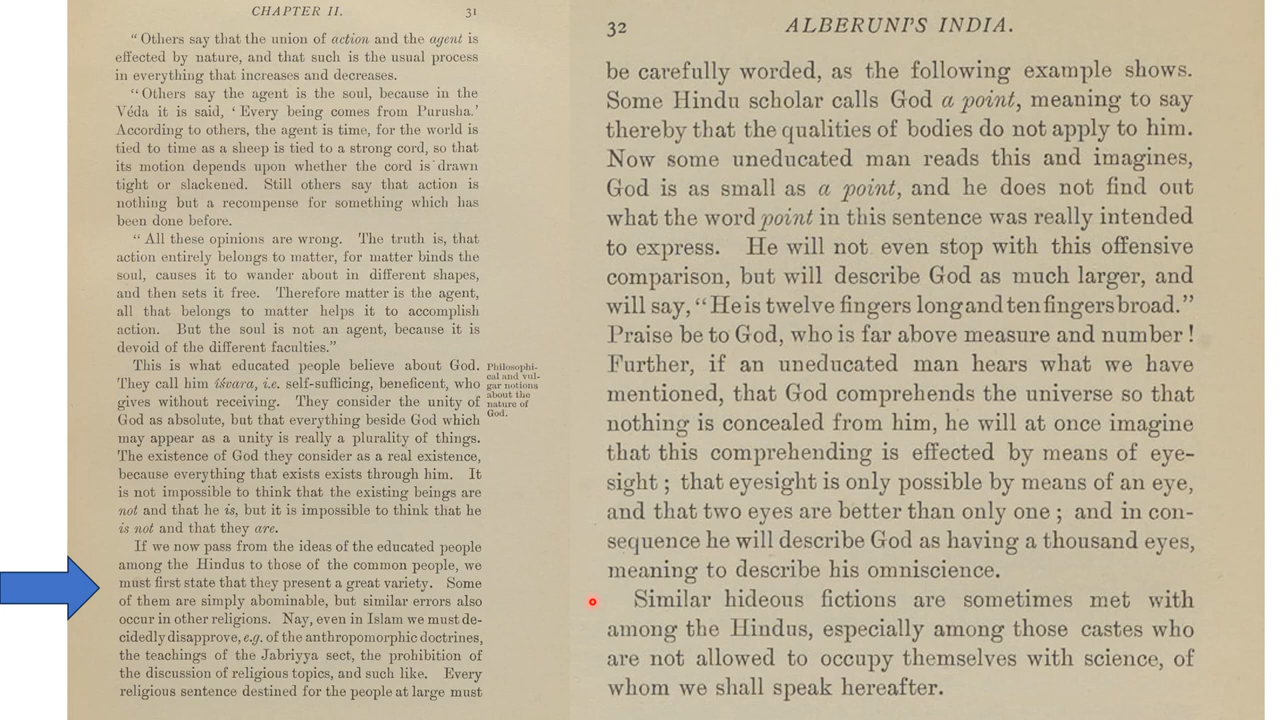 CHAPTER II. 31
“ Others say that the union of action and the agent is
effected by nature, and that such is the usual process
in everything that increases and decreases.
“ Others say the agent is the soul, because in the
Véda it is said, ‘ Every being comes from Purusha.’
According to others, the agent is time, for the world is
tied to time as a sheep is tied to a strong cord, so that
its motion depends upon whether the cord is drawn
tight or slackened. Still others say that action is
nothing but a recompense for something which has
been done before.
“ All these opinions are wrong. The truth is, that
action entirely belongs to matter, for matter binds the
soul, causes it to wander about in different shapes,
and then sets it free. Therefore matter is the agent,
all that belongs to matter helps it to accomplish
action. But the soul is not an agent, because it is
devoid of the different faculties.”
This is what educated people believe about God.
They call him íśvara, i.e. self-sufficing, beneficent, who
gives without receiving. They consider the unity of
God as absolute, but that everything beside God which
may appear as a unity is really a plurality of things.
The existence of God they consider as a real existence,
because everything that exists exists through him. It
is not impossible to think that the existing beings are
not and that he is, but it is impossible to think that he
is not and that they are.
If we now pass from the ideas of the educated people
among the Hindus to those of the common people, we
must first state that they present a great variety. Some
of them are simply abominable, but similar errors also
occur in other religions. Nay, even in Islam we must de-
cidedly disapprove, e.g. of the anthropomorphic doctrines,
the teachings of the Jabriyya sect, the prohibition of
the discussion of religious topics, and such like. Every
religious sentence destined for the people at large must
Philosophi-
cal and vul-
gar notions
about the
nature of
God.
32 ALBERUNI'S INDIA.
be carefully worded, as the following example shows.
Some Hindu scholar calls God a point, meaning to say
thereby that the qualities of bodies do not apply to him.
Now some uneducated man reads this and imagines,
God is as small as a point, and he does not find out
what the word point in this sentence was really intended
to express. He will not even stop with this offensive
comparison, but will describe God as much larger, and
will say, “ He is twelve fingers long and ten fingers broad.”
Praise be to God, who is far above measure and number !
Further, if an uneducated man hears what we have
mentioned, that God comprehends the universe so that
nothing is concealed from him, he will at once imagine
that this comprehending is effected by means of eye-
sight ; that eyesight is only possible by means of an eye,
and that two eyes are better than only one ; and in con-
sequence he will describe God as having a thousand eyes,
meaning to describe his omniscience.
Similar hideous fictions are sometimes met with
among the Hindus, especially among those castes who
are not allowed to occupy themselves with science, of
whom we shall speak hereafter.